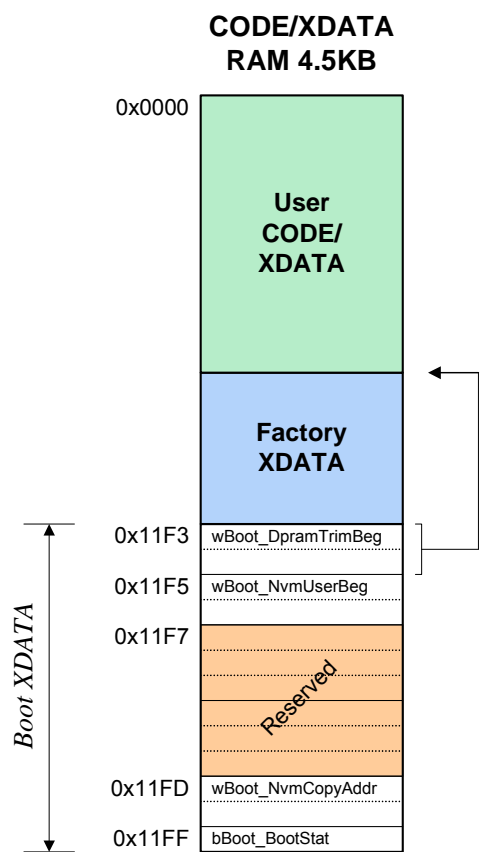 CODE/XDATA
RAM 4.5KB
0x0000
User
CODE/
XDATA
Factory
XDATA
0x11F3 wBoot_DpramTrimBeg
0x11F5 wBoot_NvmUserBeg
0x11F7
Reserved
Boot XDATA
0x11FD wBoot_NvmCopyAddr
0x11FF bBoot_BootStat